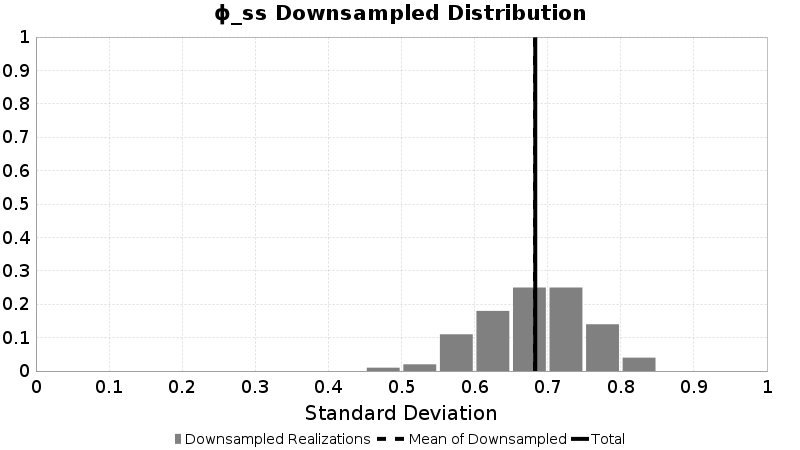 ϕ_ss Downsampled Distribution
1
0.9
0.8
0.7
0.6
0.5
0.4
0.3
0.2
0.1
0
0 0.1 0.2 0.3 0.4 0.5 0.6 0.7 0.8 0.9 1
Standard Deviation
Downsampled Realizations Mean of Downsampled Total